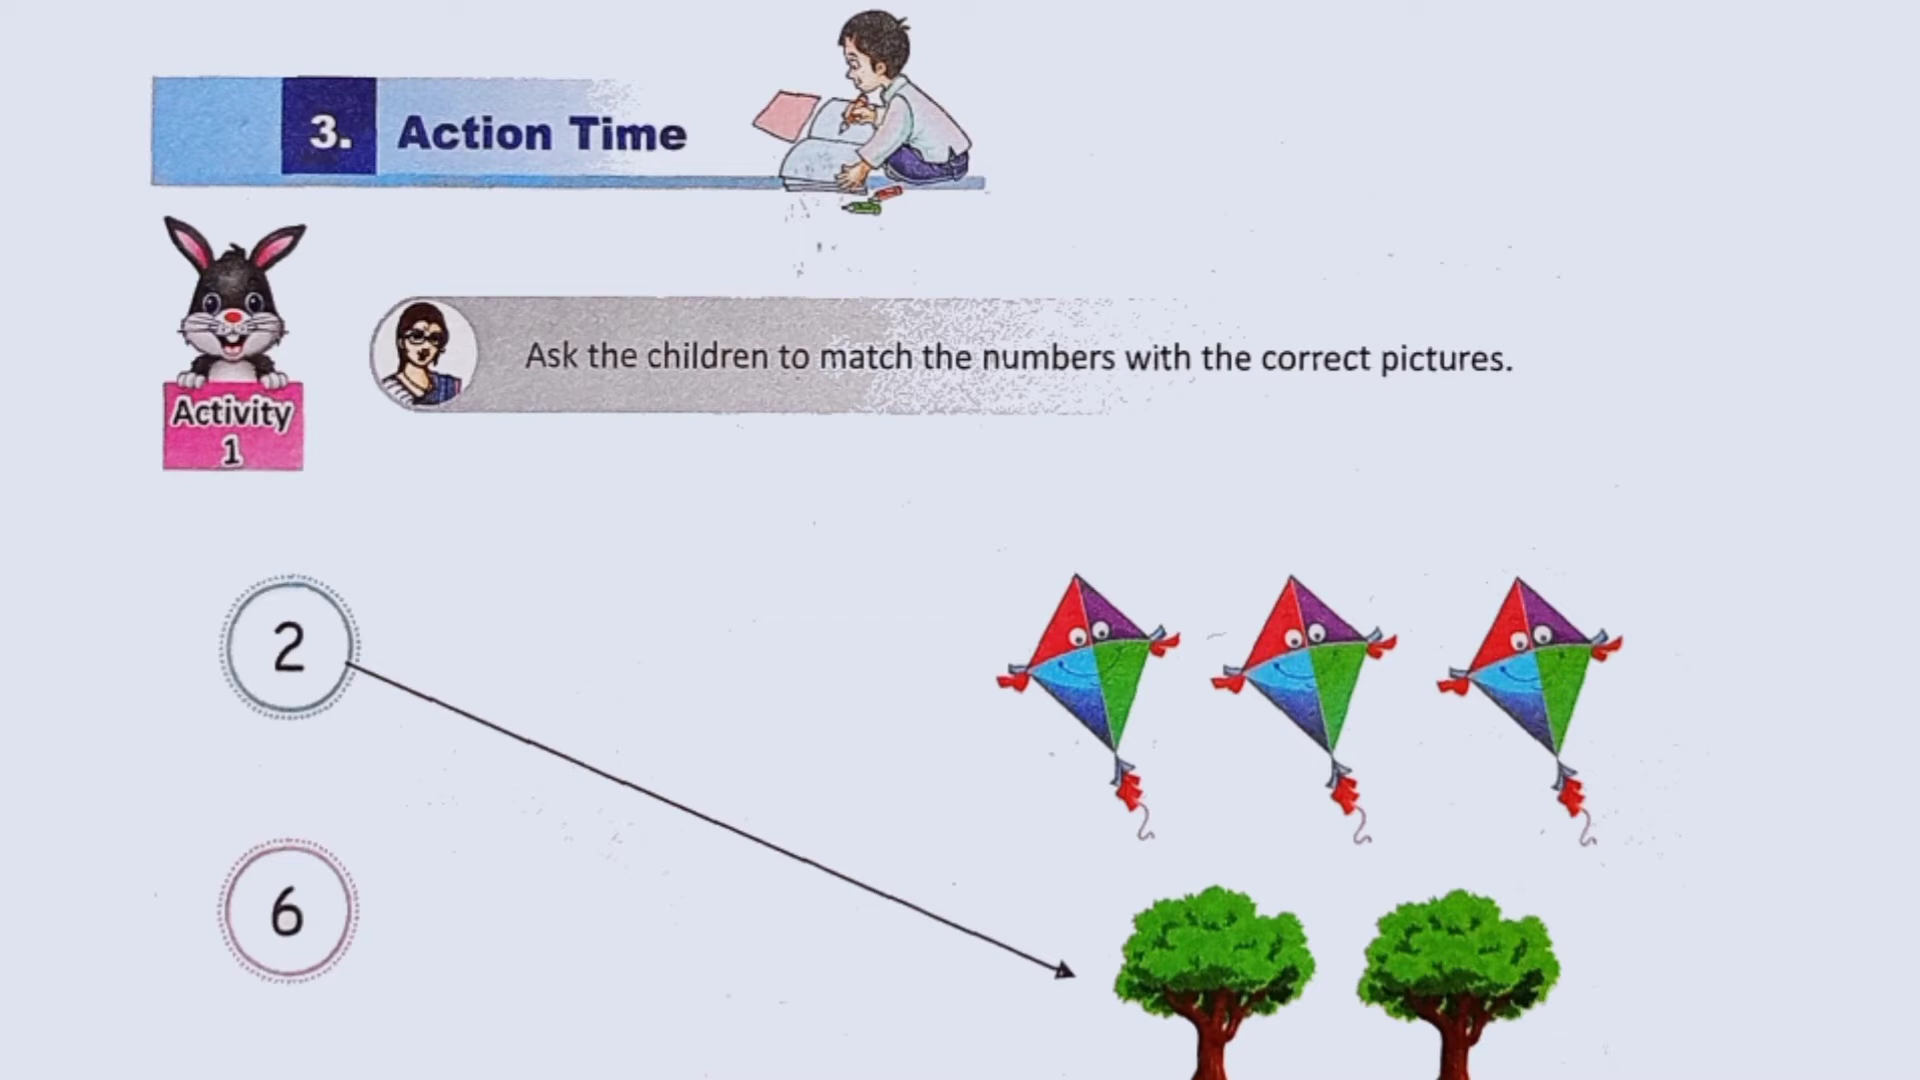 3. Action Time
Activity
1
Ask the children to match the numbers with the correct pictures.
2
6